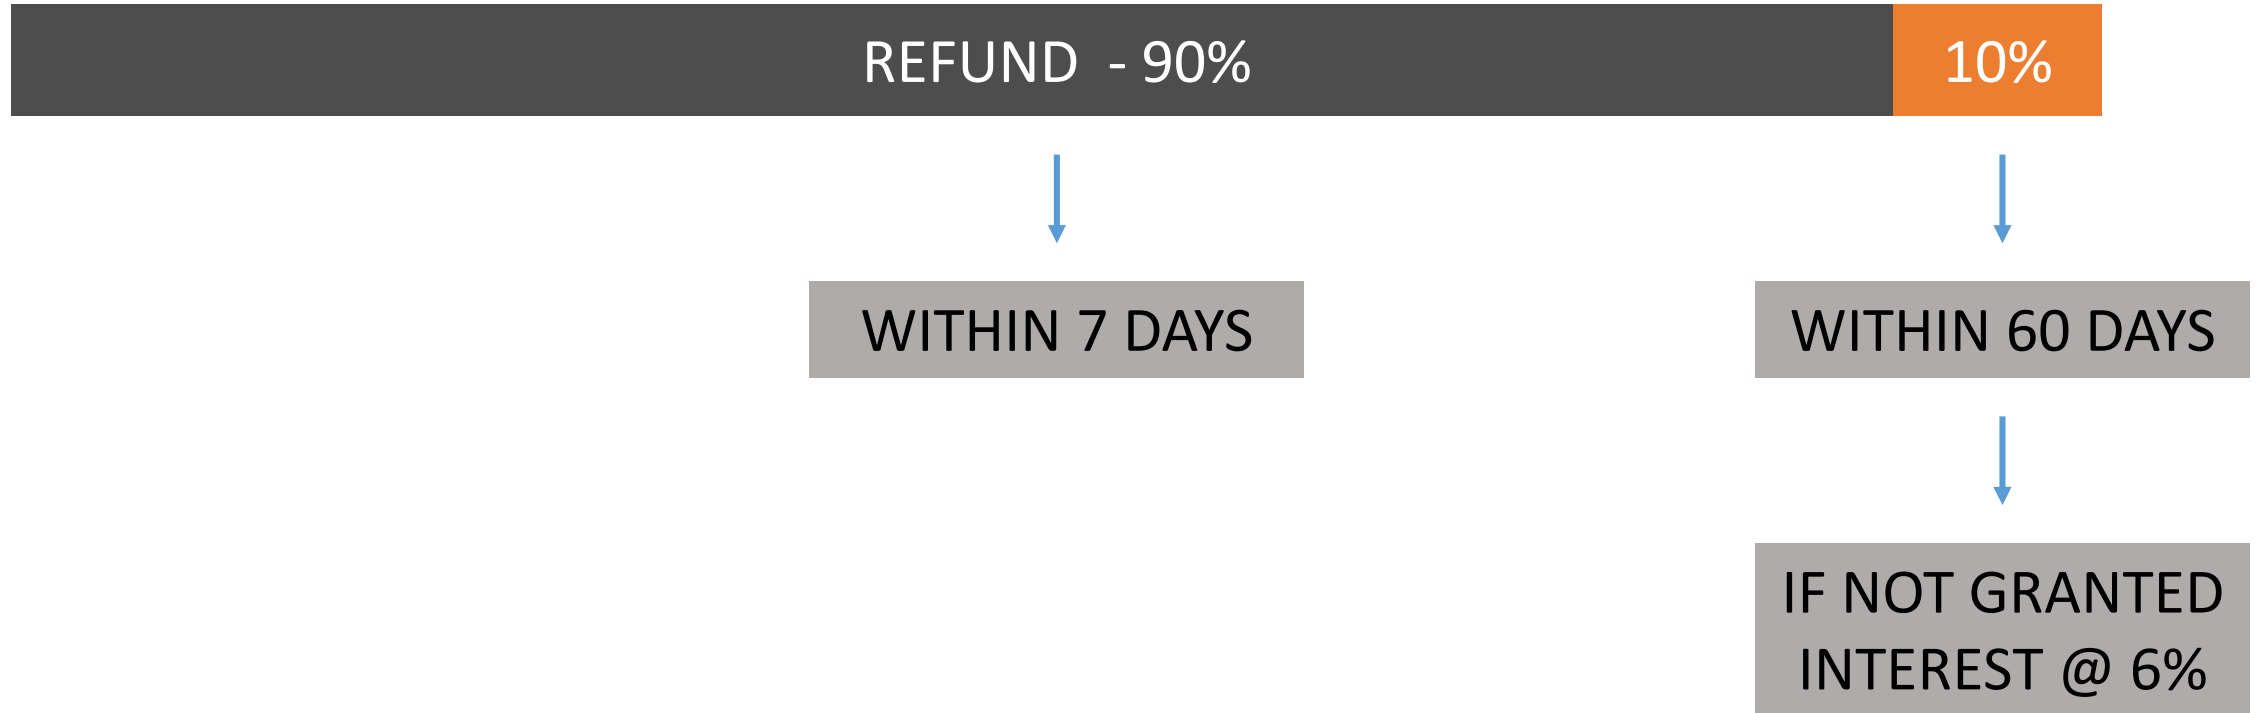 REFUND - 90%
10%
WITHIN 7 DAYS
WITHIN 60 DAYS
IF NOT GRANTED
INTEREST @ 6%